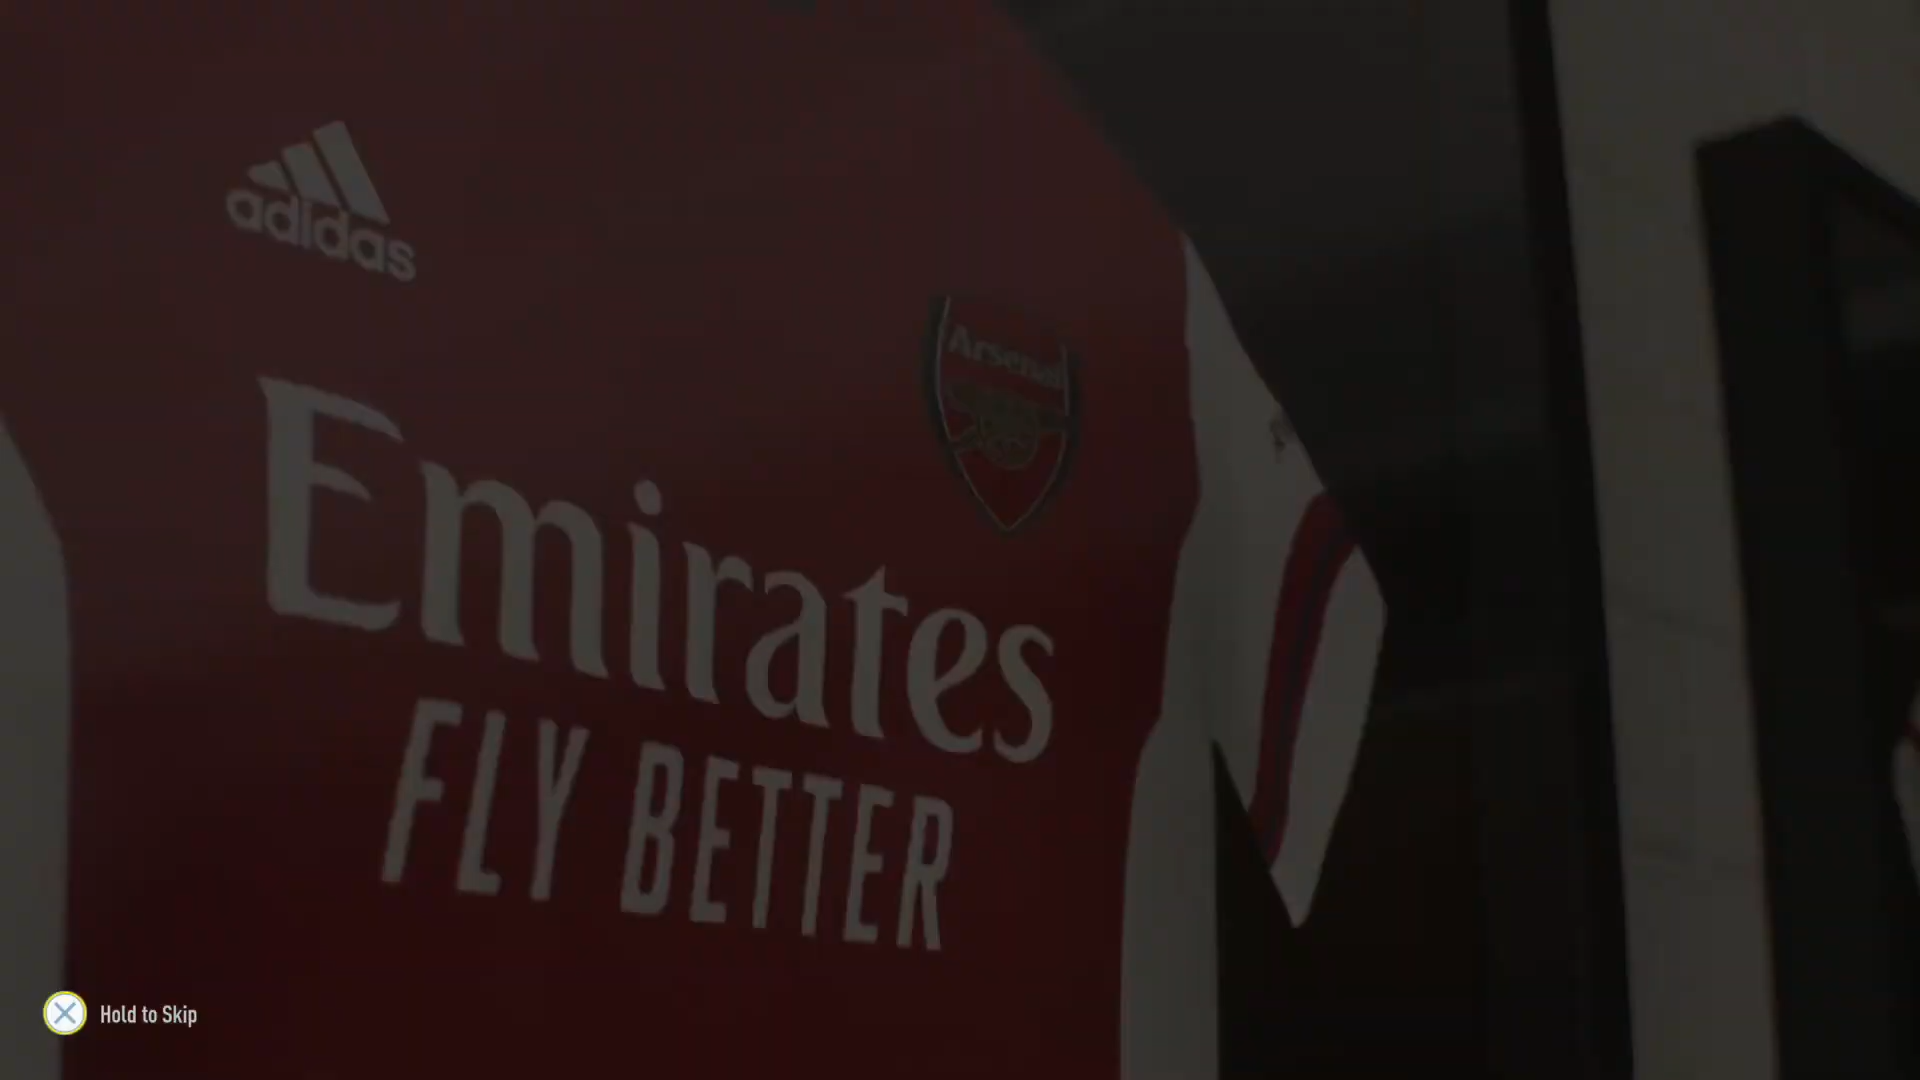 adidas
Arsenal
Emirates
FLY BETTER
Hold to Skip